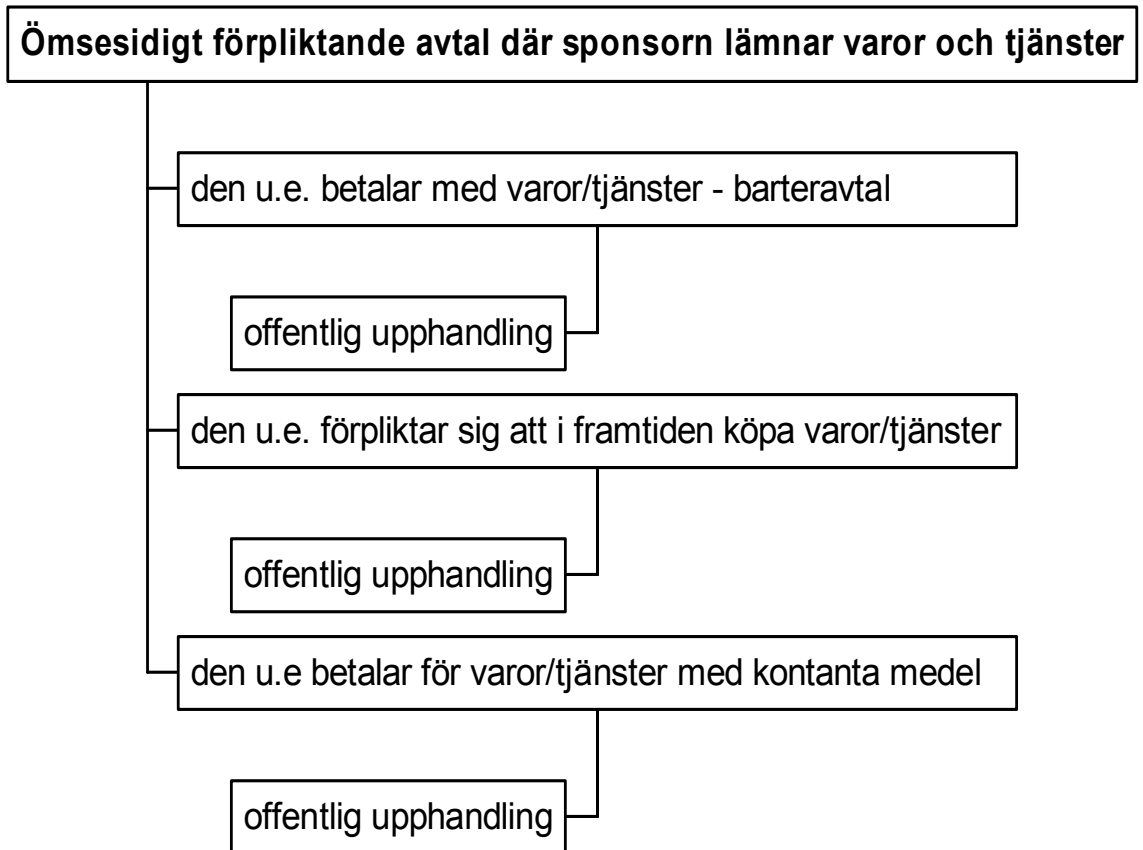 Ömsesidigt förpliktande avtal där sponsorn lämnar varor och tjänster
den u.e. betalar med varor/tjänster - barteravtal
offentlig upphandling
den u.e. förpliktar sig att i framtiden köpa varor/tjänster
offentlig upphandling
den u.e betalar för varor/tjänster med kontanta medel
offentlig upphandling